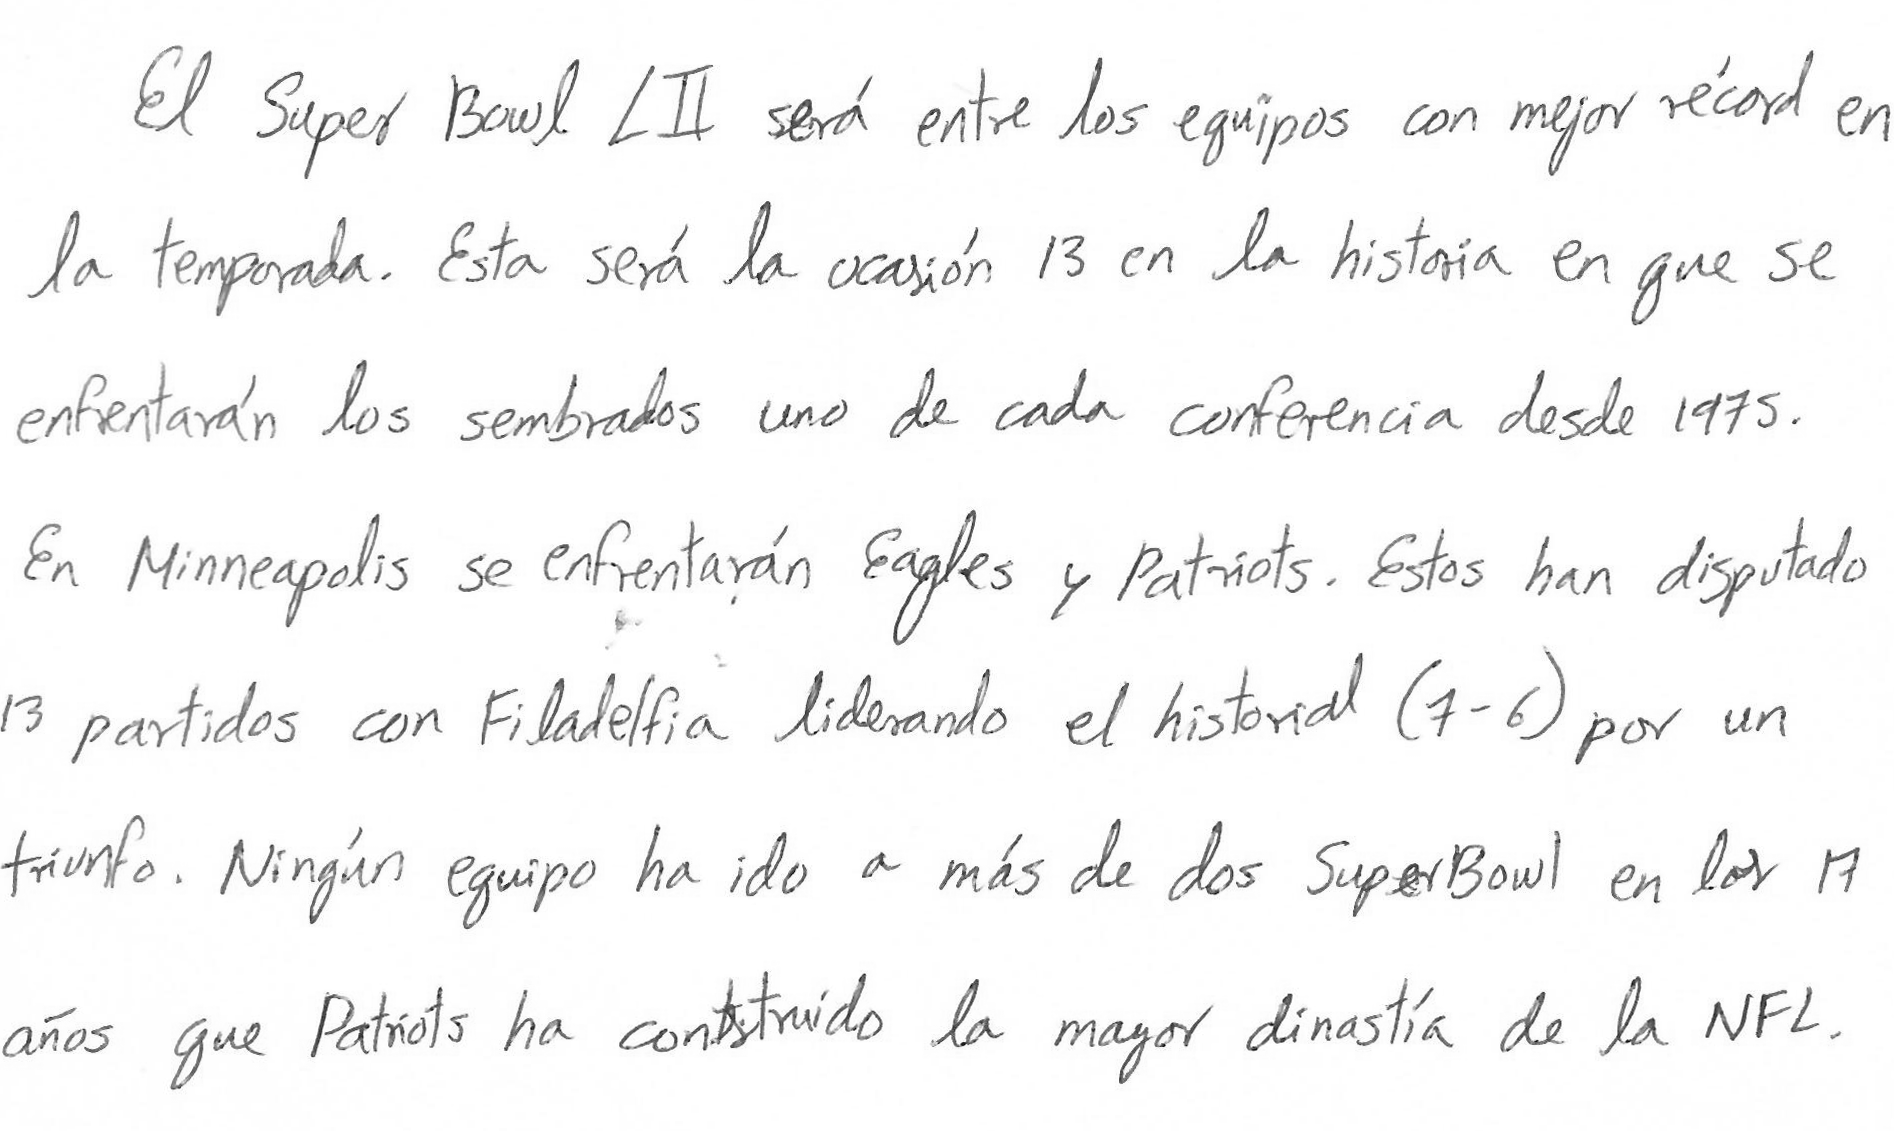 El Super Bowl LII será entre los equipos con mejor récord en
la temporada. Esta será la ocasión 13 en la historia en que se
enfrentarán los sembrados uno de cada conferencia desde 1975.
En Minneapolis se enfrentarán Eagles y Patriots. Estos han disputado
13 partidos con Filadelfia liderando el historial (7-6) por un
triunfo. Ningún equipo ha ido a más de dos SuperBowl en los 17
años que Patriots ha construido la mayor dinastía de la NFL.